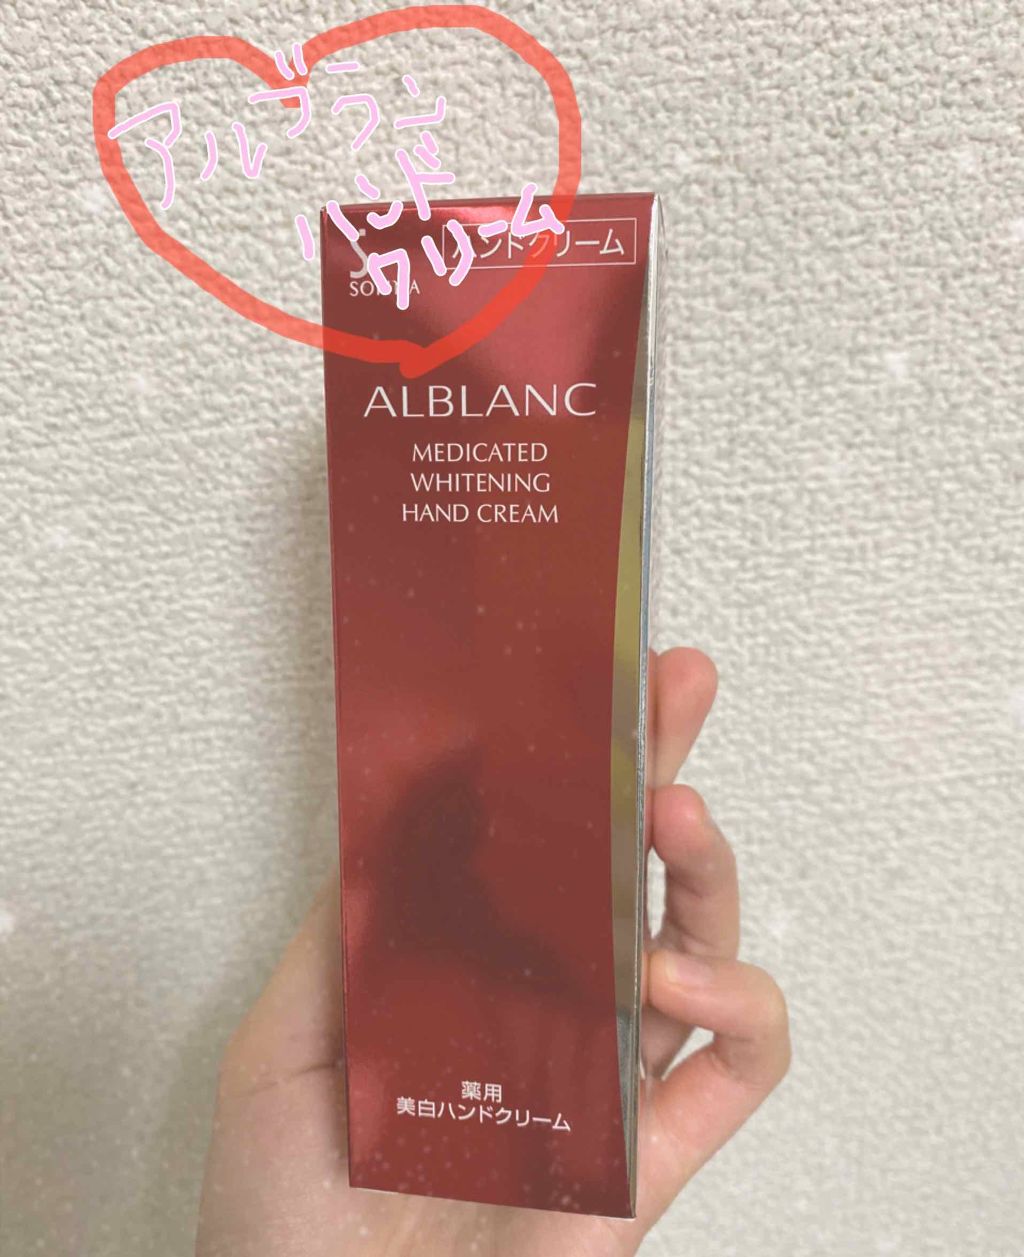 アルブラン
ハンド
クリーム
ハンドクリーム
ALBLANC
MEDICATED
WHITENING
HAND CREAM
薬用
美白ハンドクリーム